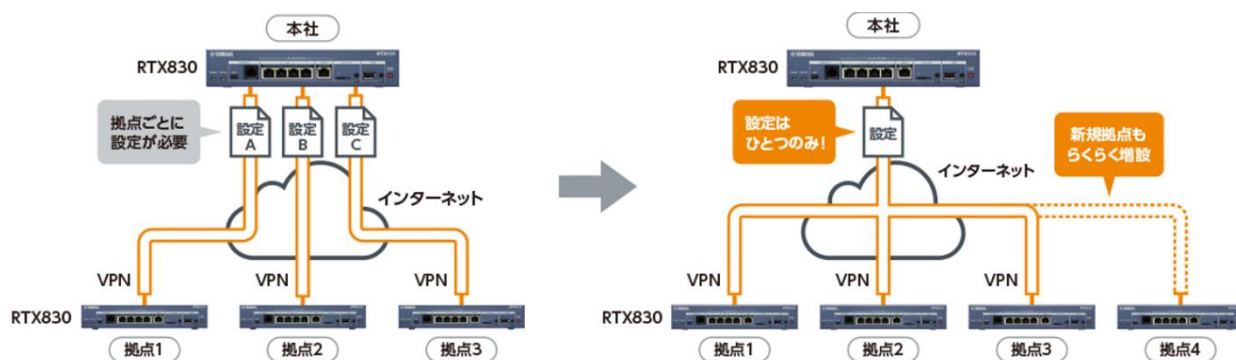 本社
RTX830
拠点ごとに
設定が必要
設定
A
設定
B
設定
C
インターネット
VPN
VPN
VPN
RTX830
拠点1
拠点2
拠点3
本社
RTX830
設定は
ひとつのみ!
設定
新規拠点も
らくらく増設
インターネット
VPN
VPN
VPN
RTX830
拠点1
拠点2
拠点3
拠点4